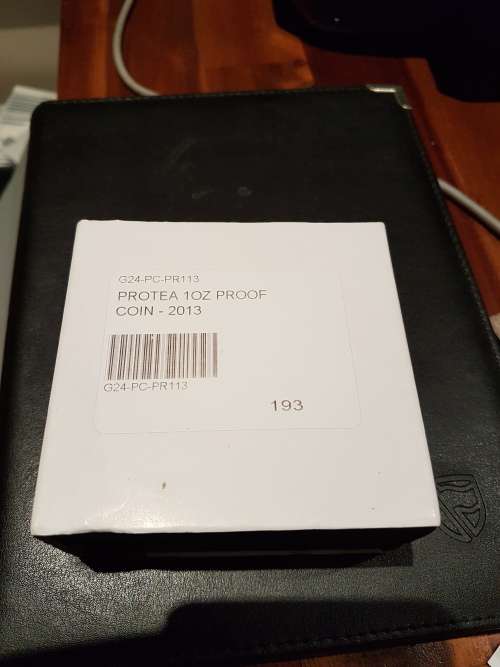 G24-PC-PR113
PROTEA 1OZ PROOF
COIN - 2013
G24-PC-PR113
193